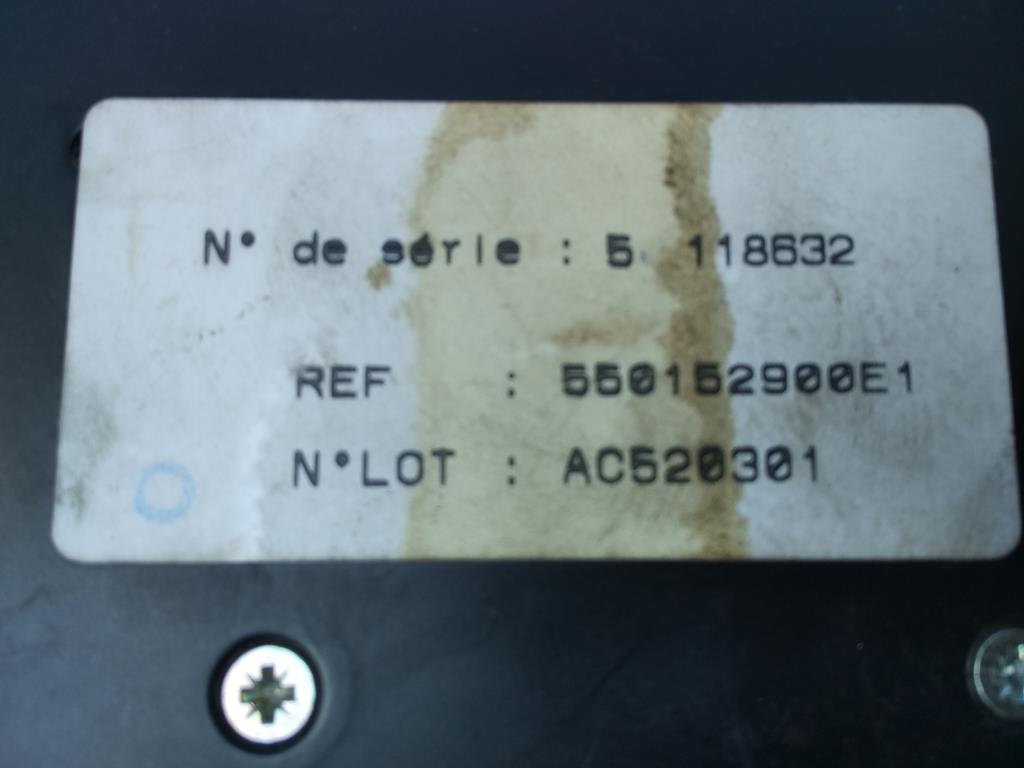 N° de série : 5 118632
REF : 550152900E1
N°LOT : AC520301